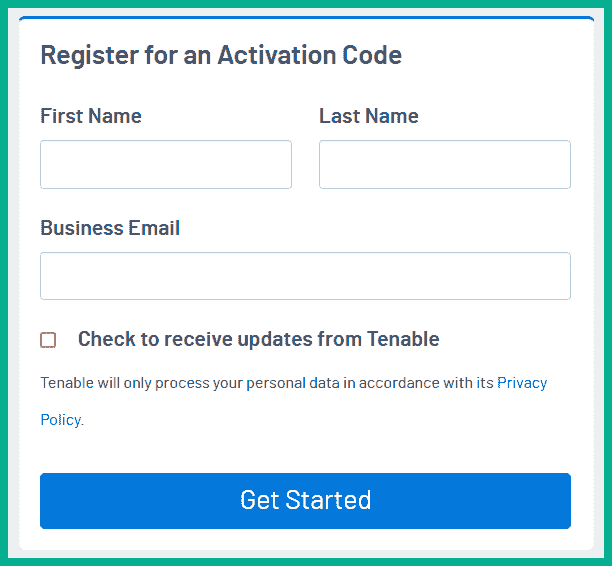 Register for an Activation Code
First Name
Last Name
Business Email
Check to receive updates from Tenable
Tenable will only process your personal data in accordance with its Privacy
Policy.
Get Started